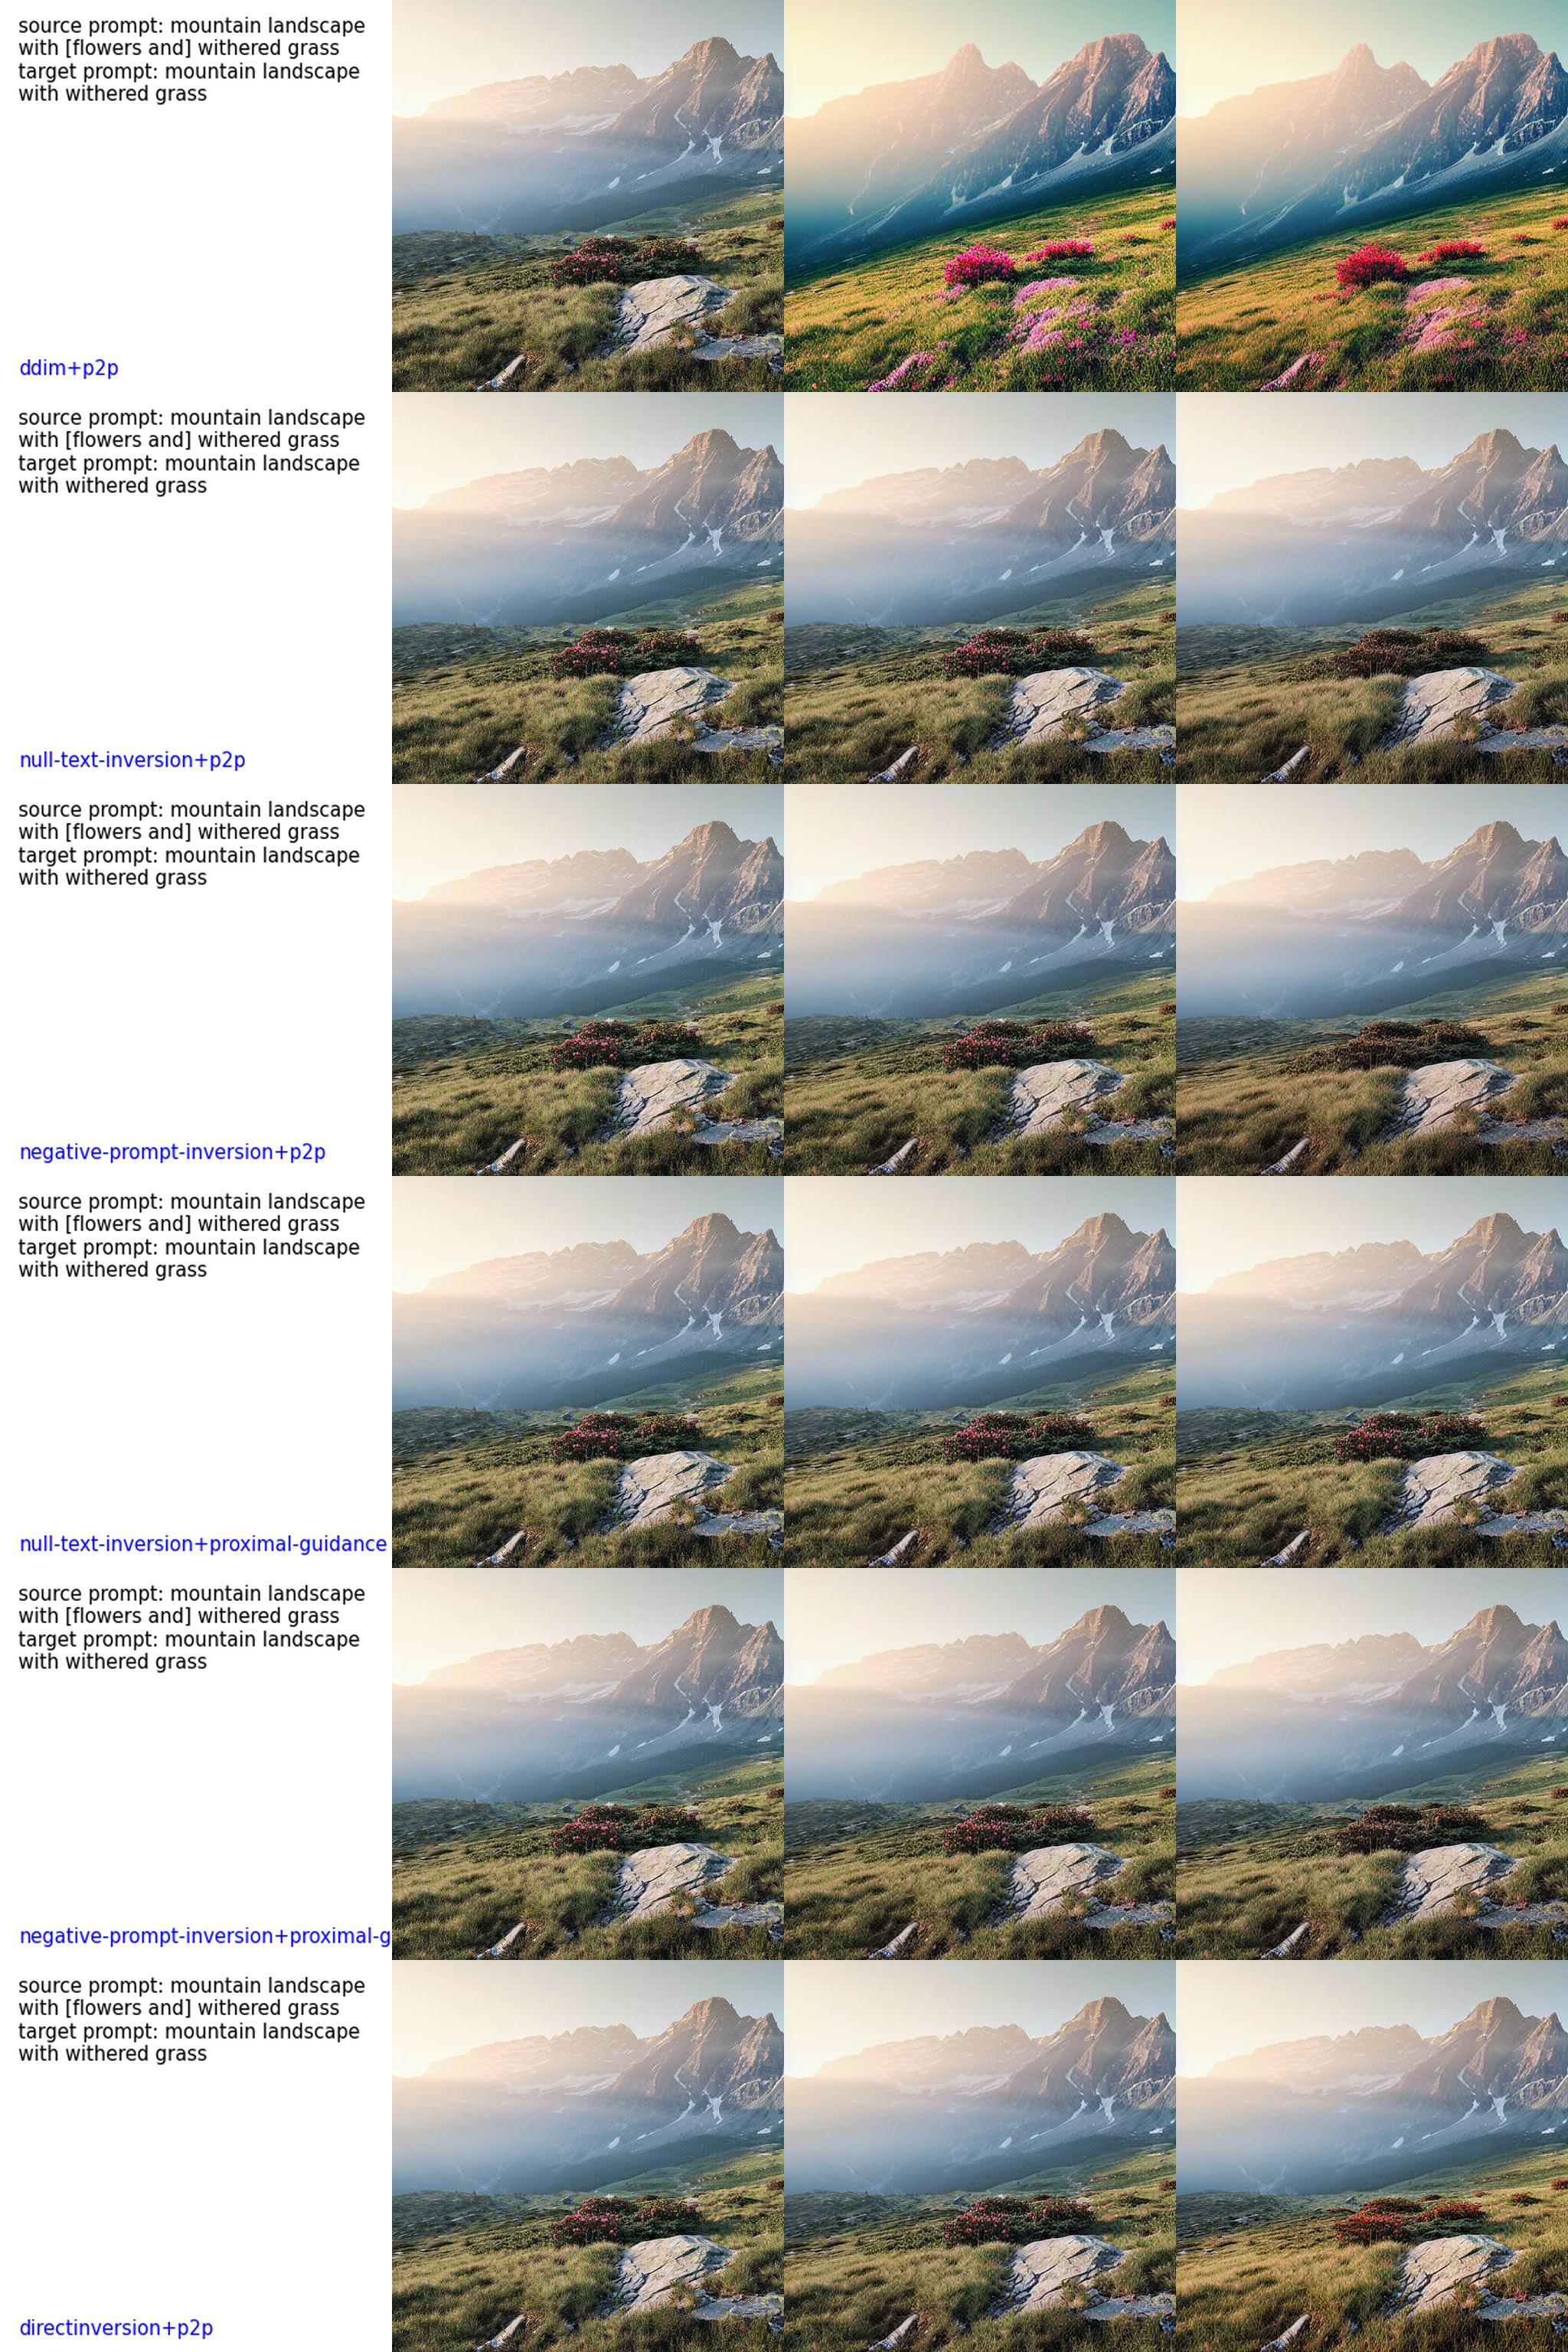 source prompt: mountain landscape
with [flowers and] withered grass
target prompt: mountain landscape
with withered grass
ddim+p2p
source prompt: mountain landscape
with [flowers and] withered grass
target prompt: mountain landscape
with withered grass
null-text-inversion+p2p
source prompt: mountain landscape
with [flowers and] withered grass
target prompt: mountain landscape
with withered grass
negative-prompt-inversion+p2p
source prompt: mountain landscape
with [flowers and] withered grass
target prompt: mountain landscape
with withered grass
null-text-inversion+proximal-guidance
source prompt: mountain landscape
with [flowers and] withered grass
target prompt: mountain landscape
with withered grass
negative-prompt-inversion+proximal-g
source prompt: mountain landscape
with [flowers and] withered grass
target prompt: mountain landscape
with withered grass
directinversion+p2p